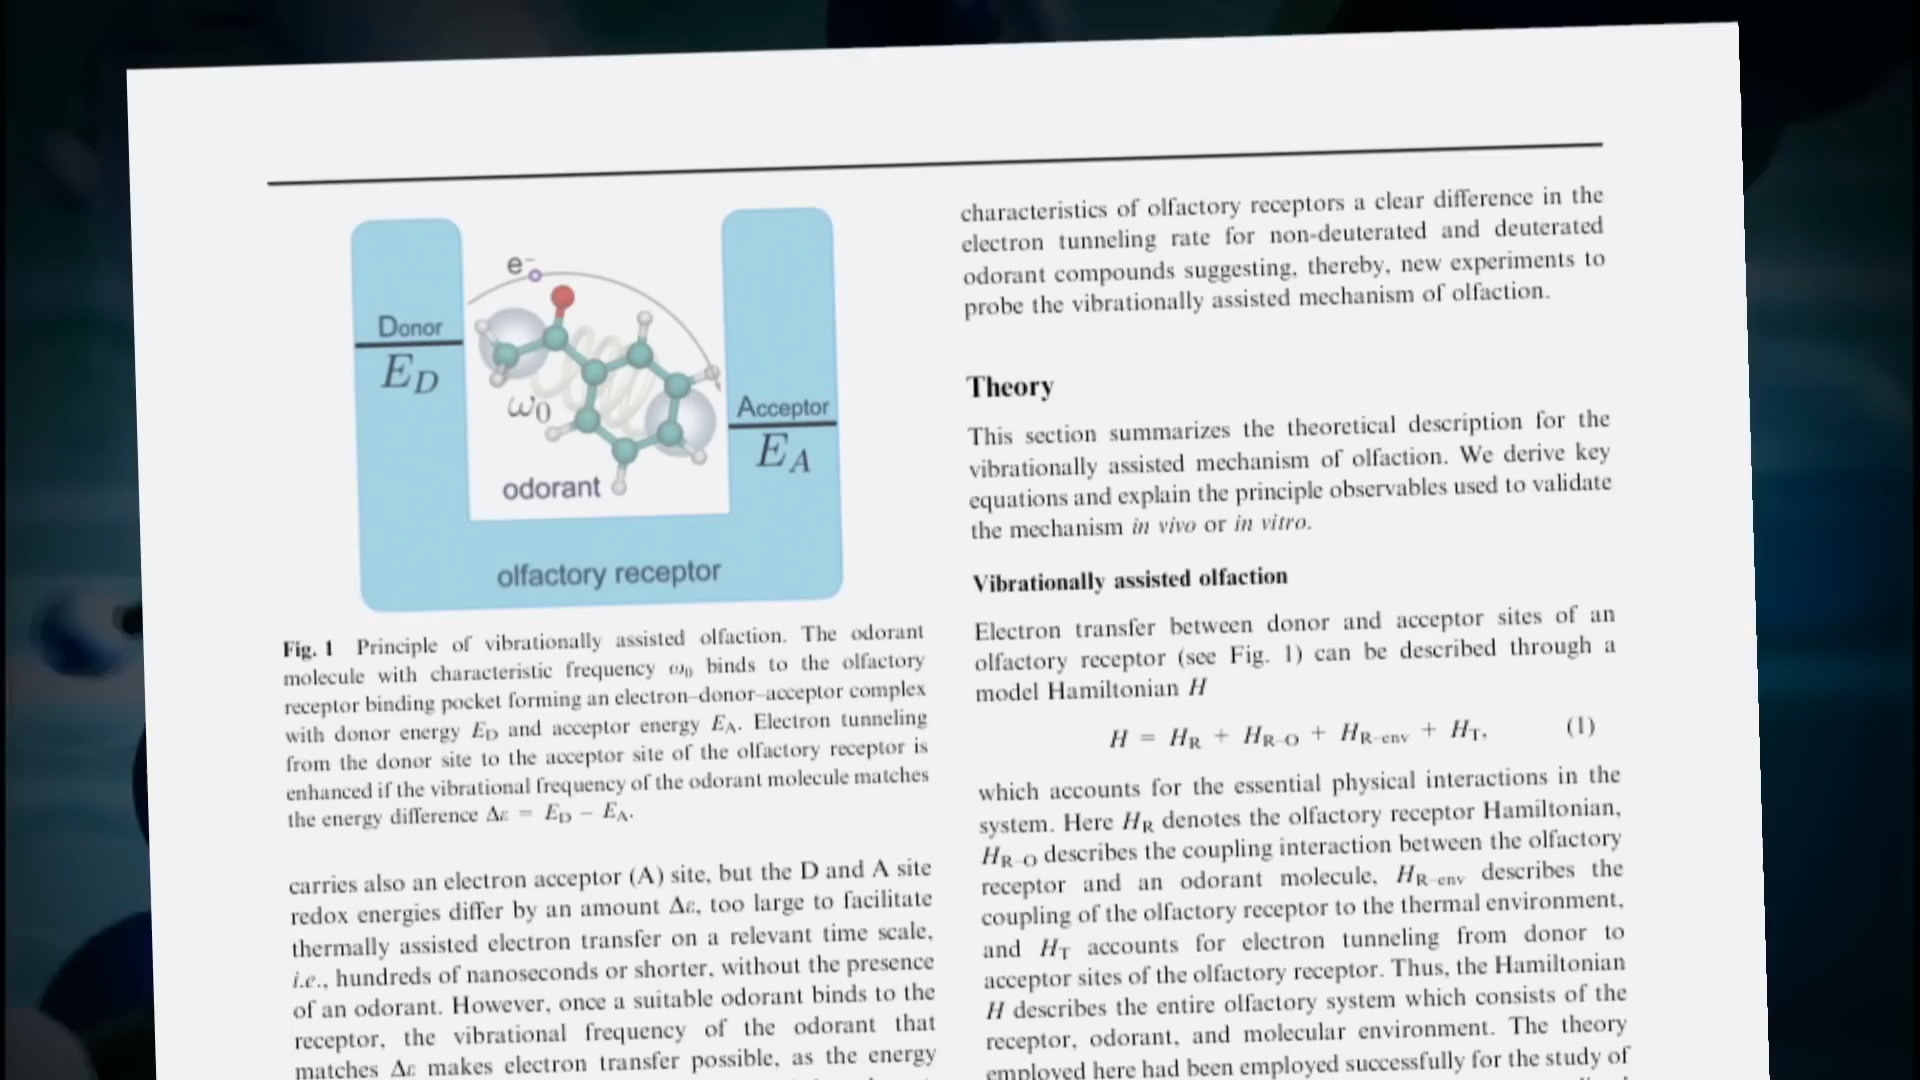 e⁻
Donor
E_D
ω₀
Acceptor
E_A
odorant
olfactory receptor
Fig. 1 Principle of vibrationally assisted olfaction. The odorant
molecule with characteristic frequency ω₀ binds to the olfactory
receptor binding pocket forming an electron–donor–acceptor complex
with donor energy E_D and acceptor energy E_A. Electron tunneling
from the donor site to the acceptor site of the olfactory receptor is
enhanced if the vibrational frequency of the odorant molecule matches
the energy difference Δε = E_D − E_A.
carries also an electron acceptor (A) site, but the D and A site
redox energies differ by an amount Δε, too large to facilitate
thermally assisted electron transfer on a relevant time scale,
i.e., hundreds of nanoseconds or shorter, without the presence
of an odorant. However, once a suitable odorant binds to the
receptor, the vibrational frequency of the odorant that
matches Δε makes electron transfer possible, as the energy
characteristics of olfactory receptors a clear difference in the
electron tunneling rate for non-deuterated and deuterated
odorant compounds suggesting, thereby, new experiments to
probe the vibrationally assisted mechanism of olfaction.
Theory
This section summarizes the theoretical description for the
vibrationally assisted mechanism of olfaction. We derive key
equations and explain the principle observables used to validate
the mechanism in vivo or in vitro.
Vibrationally assisted olfaction
Electron transfer between donor and acceptor sites of an
olfactory receptor (see Fig. 1) can be described through a
model Hamiltonian H
H = H_R + H_R–O + H_R–env + H_T, (1)
which accounts for the essential physical interactions in the
system. Here H_R denotes the olfactory receptor Hamiltonian,
H_R–O describes the coupling interaction between the olfactory
receptor and an odorant molecule, H_R–env describes the
coupling of the olfactory receptor to the thermal environment,
and H_T accounts for electron tunneling from donor to
acceptor sites of the olfactory receptor. Thus, the Hamiltonian
H describes the entire olfactory system which consists of the
receptor, odorant, and molecular environment. The theory
employed here had been employed successfully for the study of